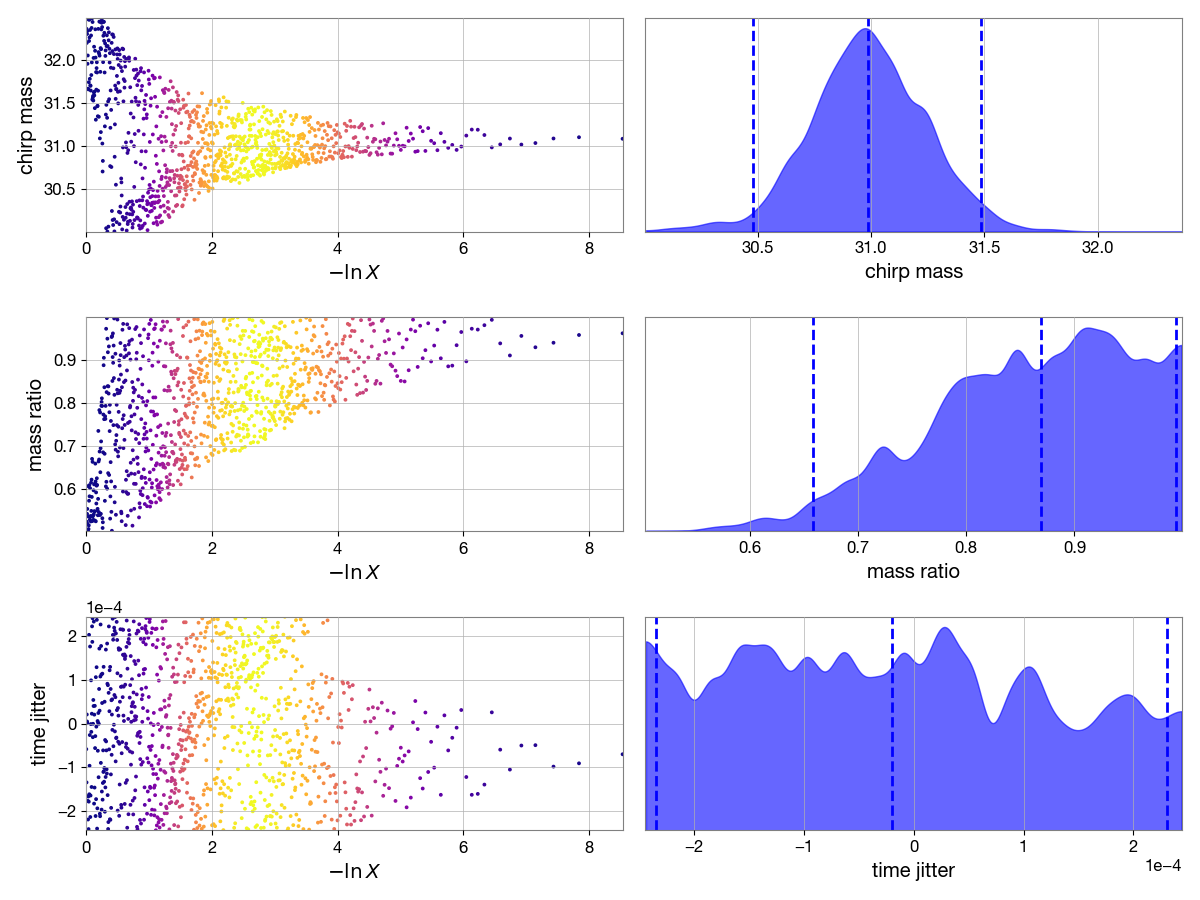 32.0
31.5
31.0
30.5
chirp mass
0 2 4 6 8
−ln X
30.5 31.0 31.5 32.0
chirp mass
0.9
0.8
0.7
0.6
mass ratio
0 2 4 6 8
−ln X
0.6 0.7 0.8 0.9
mass ratio
1e−4
2
1
0
−1
−2
time jitter
0 2 4 6 8
−ln X
−2 −1 0 1 2
1e−4
time jitter